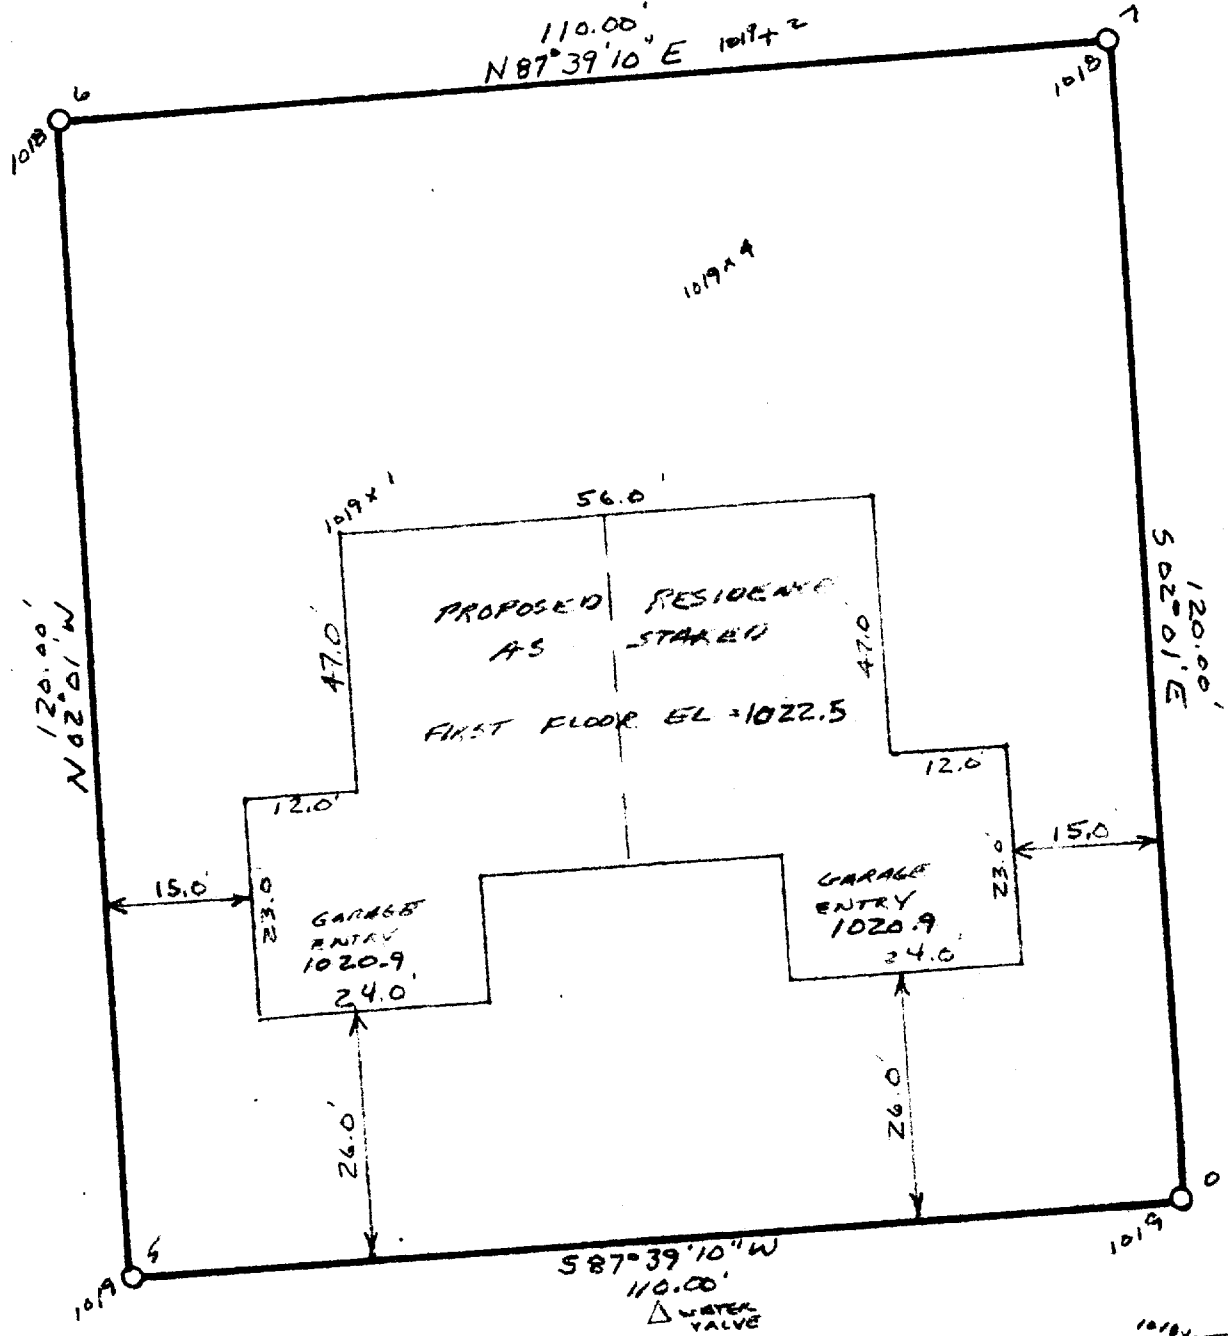 110.00'
N 87° 39' 10" E
1019+2
6
7
1018
1018
1019x4
1019x1
56.0'
PROPOSED RESIDENCE
AS STAKED
47.0'
47.0'
FIRST FLOOR EL = 1022.5
120.00'
N 02° 01' W
S 02° 01' E
120.00'
12.0'
12.0'
15.0'
15.0
23.0'
23.0'
GARAGE
ENTRY
1020.9
24.0'
GARAGE
ENTRY
1020.9
24.0'
26.0'
26.0'
0
1019
1019
S 87° 39' 10" W
110.00'
Δ WATER
VALVE